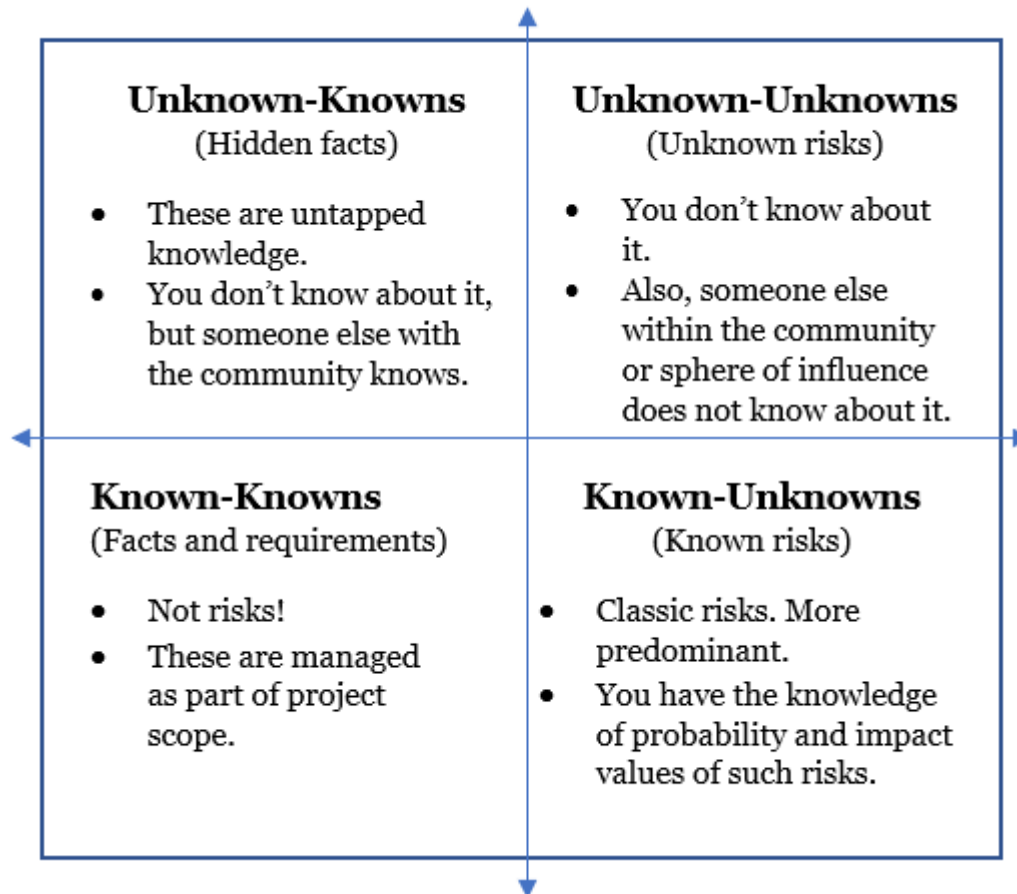 Unknown-Knowns
(Hidden facts)
• These are untapped
knowledge.
• You don’t know about it,
but someone else with
the community knows.
Unknown-Unknowns
(Unknown risks)
• You don’t know about
it.
• Also, someone else
within the community
or sphere of influence
does not know about it.
Known-Knowns
(Facts and requirements)
• Not risks!
• These are managed
as part of project
scope.
Known-Unknowns
(Known risks)
• Classic risks. More
predominant.
• You have the knowledge
of probability and impact
values of such risks.